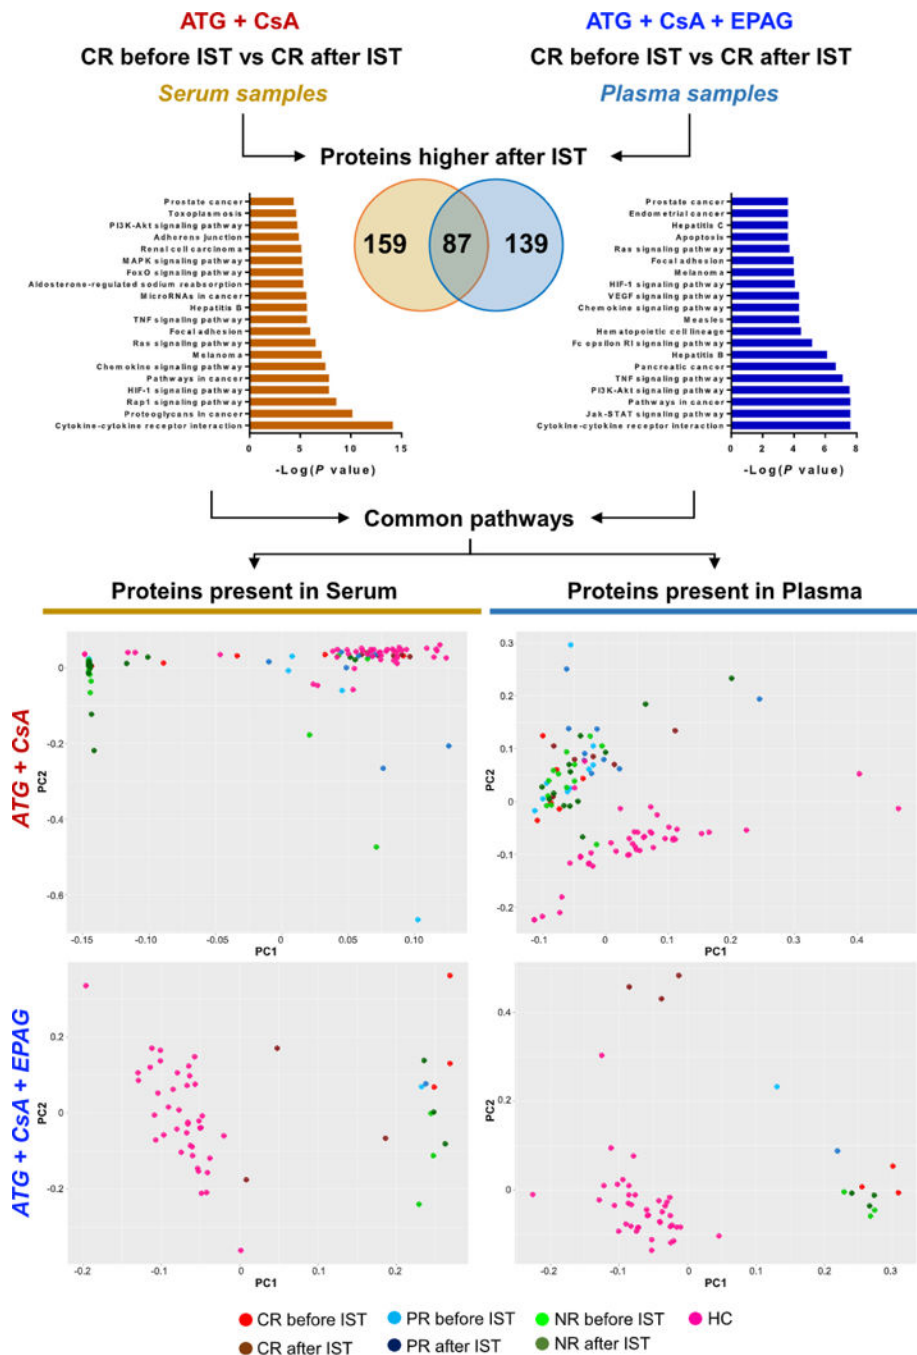 ATG + CsA
CR before IST vs CR after IST
Serum samples
ATG + CsA + EPAG
CR before IST vs CR after IST
Plasma samples
Proteins higher after IST
159
87
139
Prostate cancer
Toxoplasmosis
PI3K-Akt signaling pathway
Adherens junction
Renal cell carcinoma
MAPK signaling pathway
FoxO signaling pathway
Aldosterone-regulated sodium reabsorption
MicroRNAs in cancer
Hepatitis B
TNF signaling pathway
Focal adhesion
Ras signaling pathway
Melanoma
Chemokine signaling pathway
Pathways in cancer
HIF-1 signaling pathway
Rap1 signaling pathway
Proteoglycans in cancer
Cytokine-cytokine receptor interaction
0 5 10 15
-Log(P value)
Prostate cancer
Endometrial cancer
Hepatitis C
Apoptosis
Ras signaling pathway
Focal adhesion
Melanoma
HIF-1 signaling pathway
VEGF signaling pathway
Chemokine signaling pathway
Measles
Hematopoietic cell lineage
Fc epsilon RI signaling pathway
Hepatitis B
Pancreatic cancer
TNF signaling pathway
PI3K-Akt signaling pathway
Pathways in cancer
Jak-STAT signaling pathway
Cytokine-cytokine receptor interaction
0 2 4 6 8
-Log(P value)
Common pathways
Proteins present in Serum
Proteins present in Plasma
ATG + CsA
PC2
0
-0.2
-0.4
-0.6
-0.15 -0.10 -0.05 0 0.05 0.10
PC1
PC2
0.3
0.2
0.1
0
-0.1
-0.2
-0.1 0 0.1 0.2 0.3 0.4
PC1
ATG + CsA + EPAG
PC2
0.2
0
-0.2
-0.2 -0.1 0 0.1 0.2
PC1
PC2
0.4
0.2
0
-0.2 -0.1 0 0.1 0.2 0.3
PC1
CR before IST
PR before IST
NR before IST
HC
CR after IST
PR after IST
NR after IST